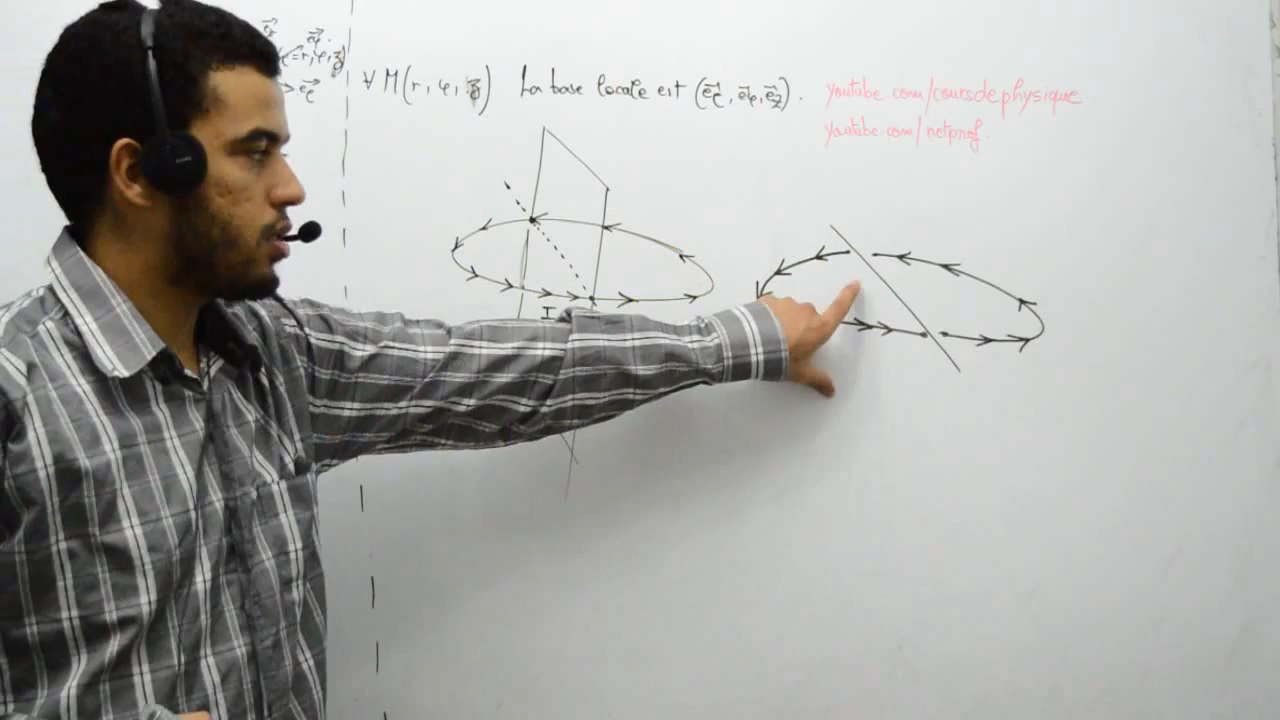 e⃗φ.
→ e⃗r
∀ M(r, φ, z) La base locale est (e⃗r, e⃗φ, e⃗z).
youtube.com/coursdephysique
youtube.com/netprof.
I